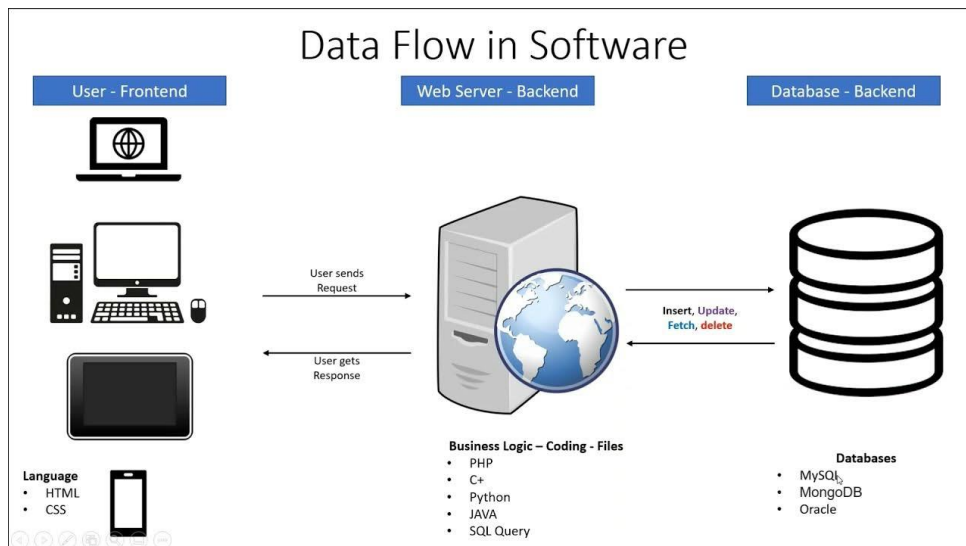 Data Flow in Software
User - Frontend
Web Server - Backend
Database - Backend
User sends
Request
User gets
Response
Insert, Update,
Fetch, delete
Language
• HTML
• CSS
Business Logic – Coding - Files
• PHP
• C+
• Python
• JAVA
• SQL Query
Databases
• MySQL
• MongoDB
• Oracle